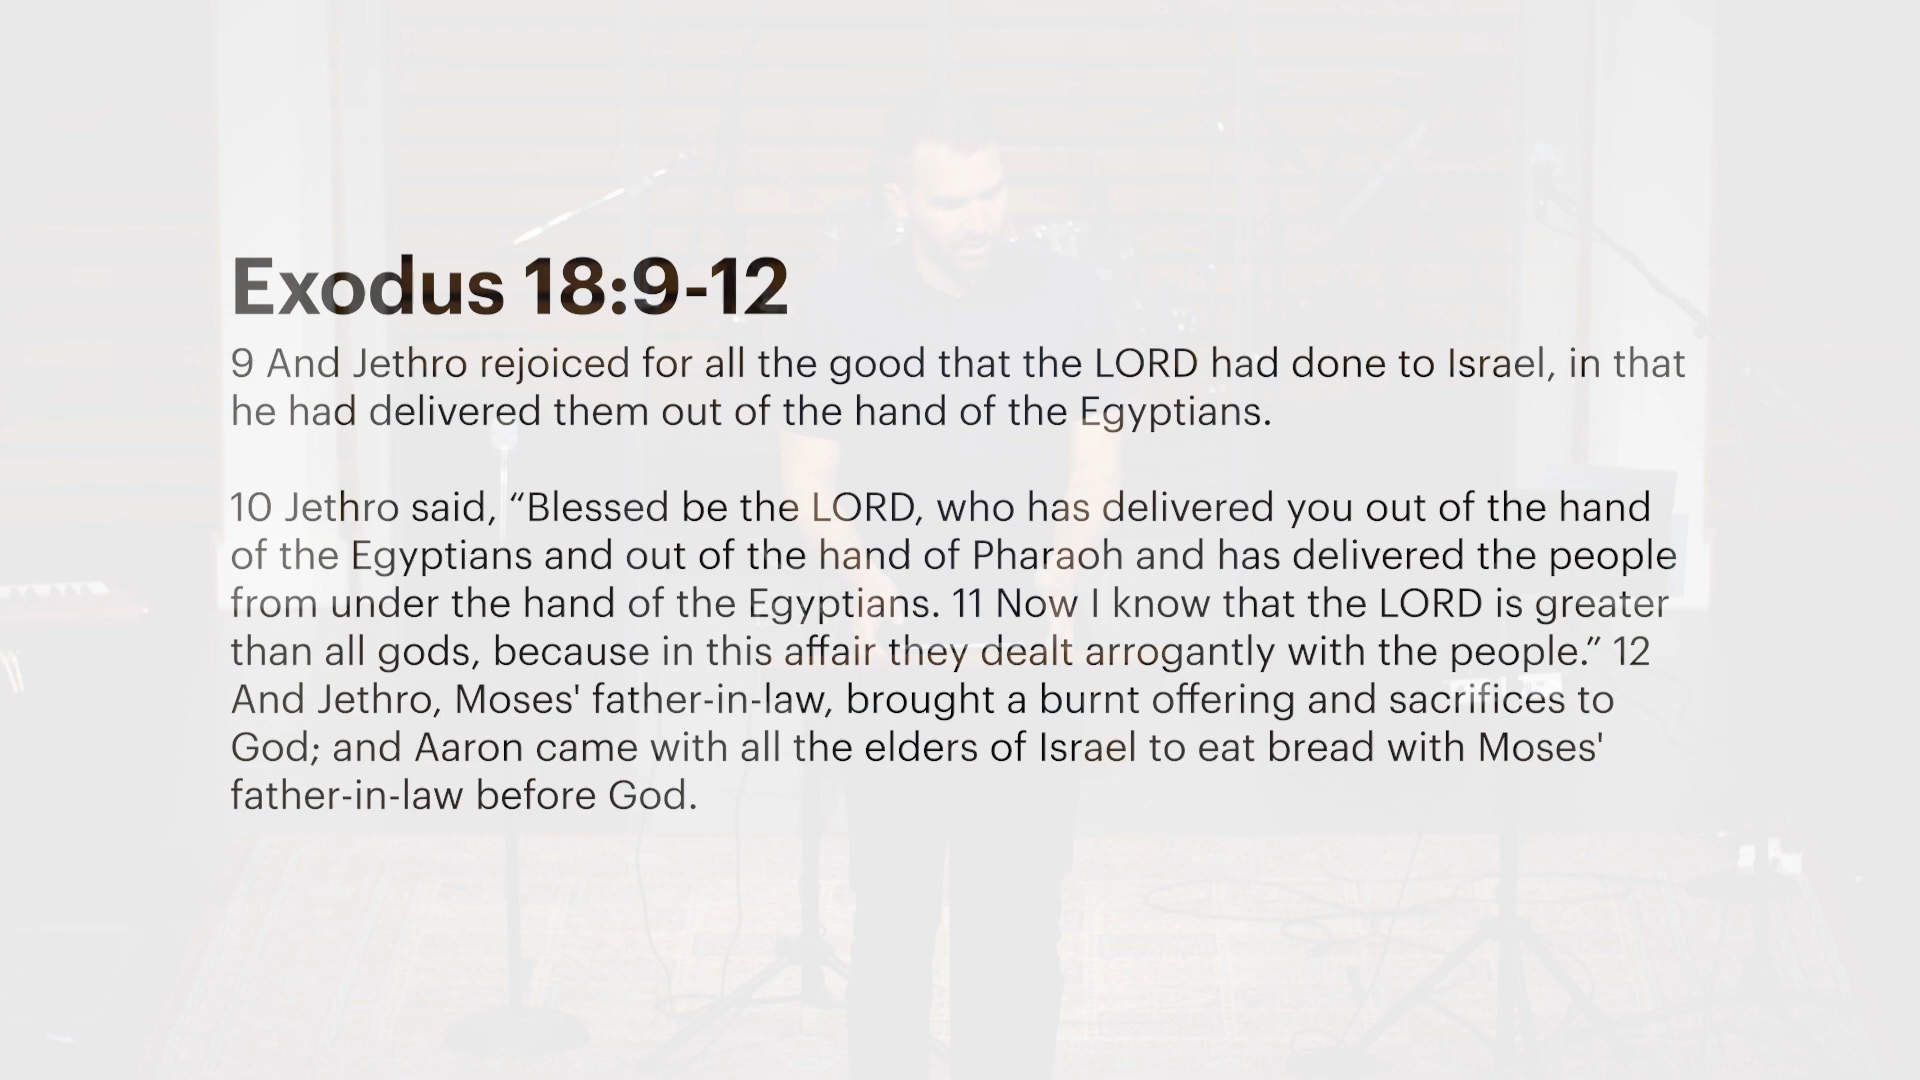 Exodus 18:9-12
9 And Jethro rejoiced for all the good that the LORD had done to Israel, in that
he had delivered them out of the hand of the Egyptians.
10 Jethro said, “Blessed be the LORD, who has delivered you out of the hand
of the Egyptians and out of the hand of Pharaoh and has delivered the people
from under the hand of the Egyptians. 11 Now I know that the LORD is greater
than all gods, because in this affair they dealt arrogantly with the people.” 12
And Jethro, Moses' father-in-law, brought a burnt offering and sacrifices to
God; and Aaron came with all the elders of Israel to eat bread with Moses'
father-in-law before God.